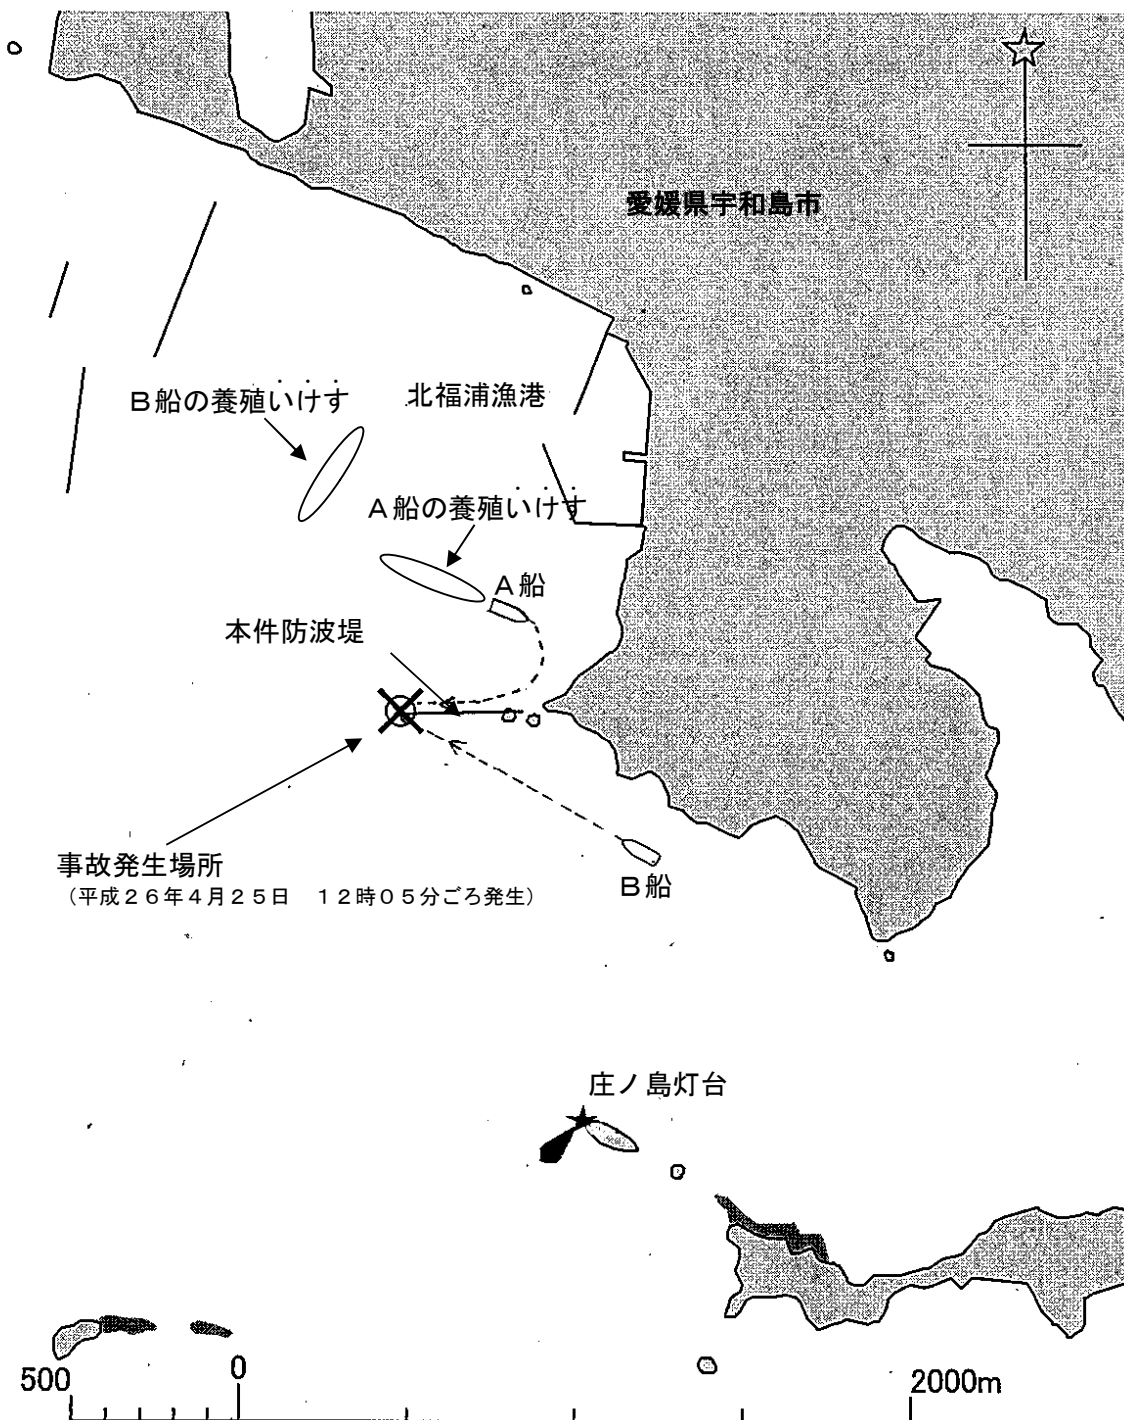 愛媛県宇和島市
B船の養殖いけす
北福浦漁港
A船の養殖いけす
A船
本件防波堤
事故発生場所
(平成26年4月25日　12時05分ごろ発生)
B船
庄ノ島灯台
500
0
2000m